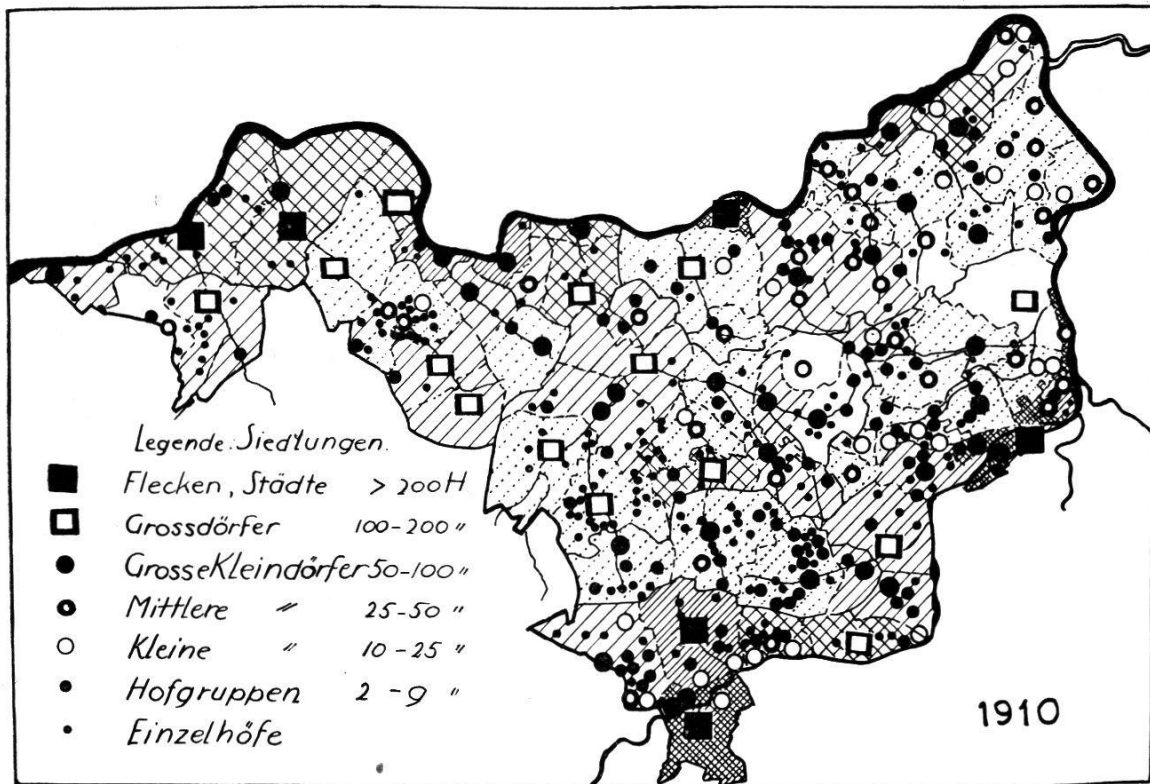 Legende: Siedlungen.
Flecken, Städte > 200 H
Grossdörfer 100-200 "
Grosse Kleindörfer 50-100 "
Mittlere " 25-50 "
Kleine " 10-25 "
Hofgruppen 2-9 "
Einzelhöfe
1910